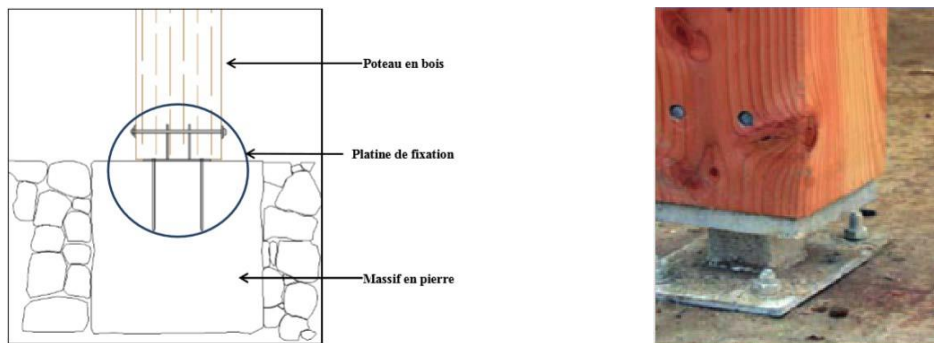 Poteau en bois
Platine de fixation
Massif en pierre